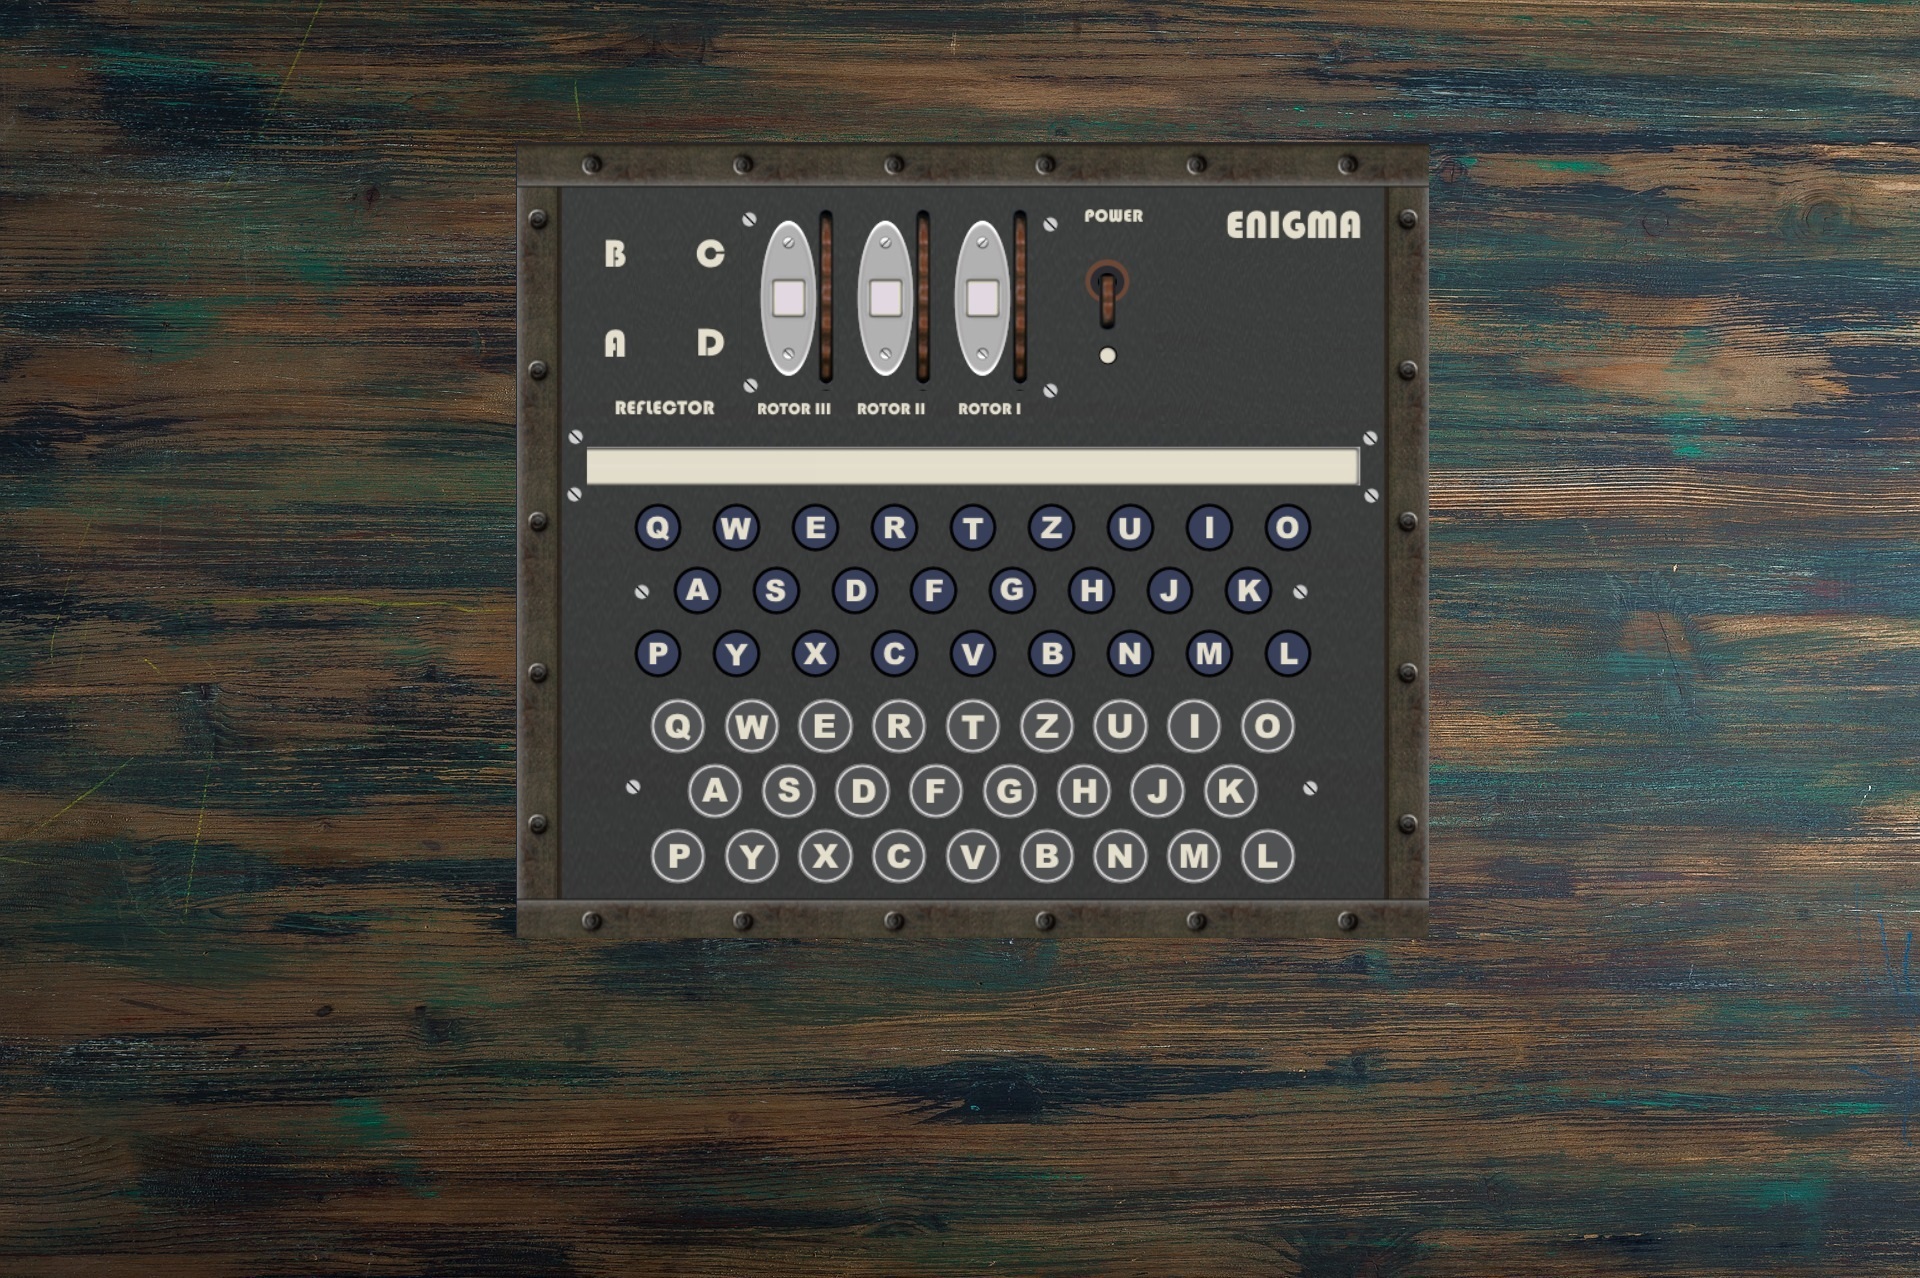 POWER
ENIGMA
B C
A D
REFLECTOR
ROTOR III ROTOR II ROTOR I
Q W E R T Z U I O
A S D F G H J K
P Y X C V B N M L
Q W E R T Z U I O
A S D F G H J K
P Y X C V B N M L